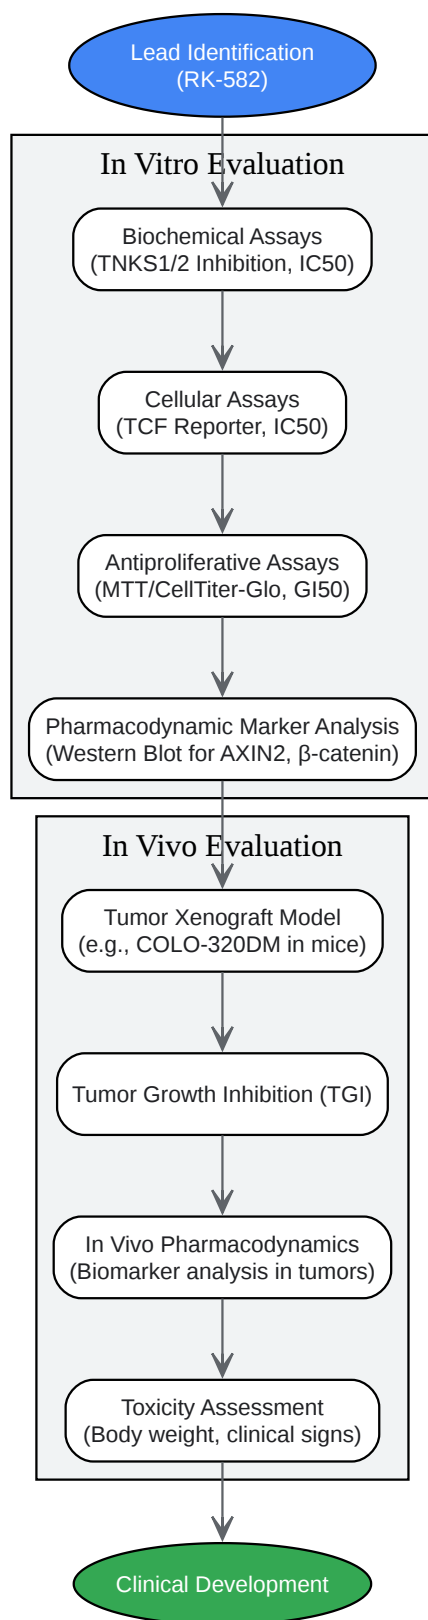 Lead Identification
(RK-582)
In Vitro Evaluation
Biochemical Assays
(TNKS1/2 Inhibition, IC50)
Cellular Assays
(TCF Reporter, IC50)
Antiproliferative Assays
(MTT/CellTiter-Glo, GI50)
Pharmacodynamic Marker Analysis
(Western Blot for AXIN2, β-catenin)
In Vivo Evaluation
Tumor Xenograft Model
(e.g., COLO-320DM in mice)
Tumor Growth Inhibition (TGI)
In Vivo Pharmacodynamics
(Biomarker analysis in tumors)
Toxicity Assessment
(Body weight, clinical signs)
Clinical Development